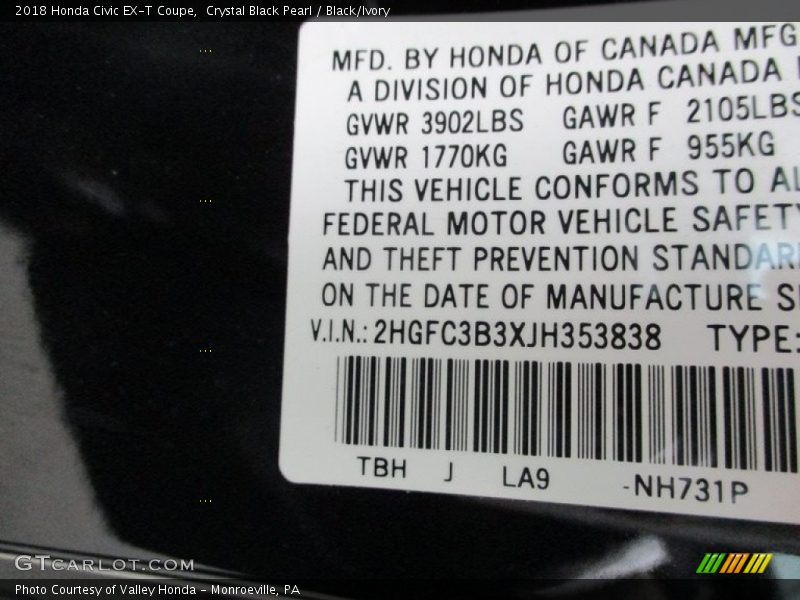 2018 Honda Civic EX-T Coupe,  Crystal Black Pearl / Black/Ivory
MFD. BY HONDA OF CANADA MFG
A DIVISION OF HONDA CANADA
GVWR 3902LBS GAWR F 2105LBS
GVWR 1770KG GAWR F 955KG
THIS VEHICLE CONFORMS TO
FEDERAL MOTOR VEHICLE SAFETY
AND THEFT PREVENTION
ON THE DATE OF MANUFACTURE
V.I.N.: 2HGFC3B3XJH353838 TYPE:
TBH J LA9 -NH731P
GTCARLOT.COM
Photo Courtesy of Valley Honda - Monroeville, PA